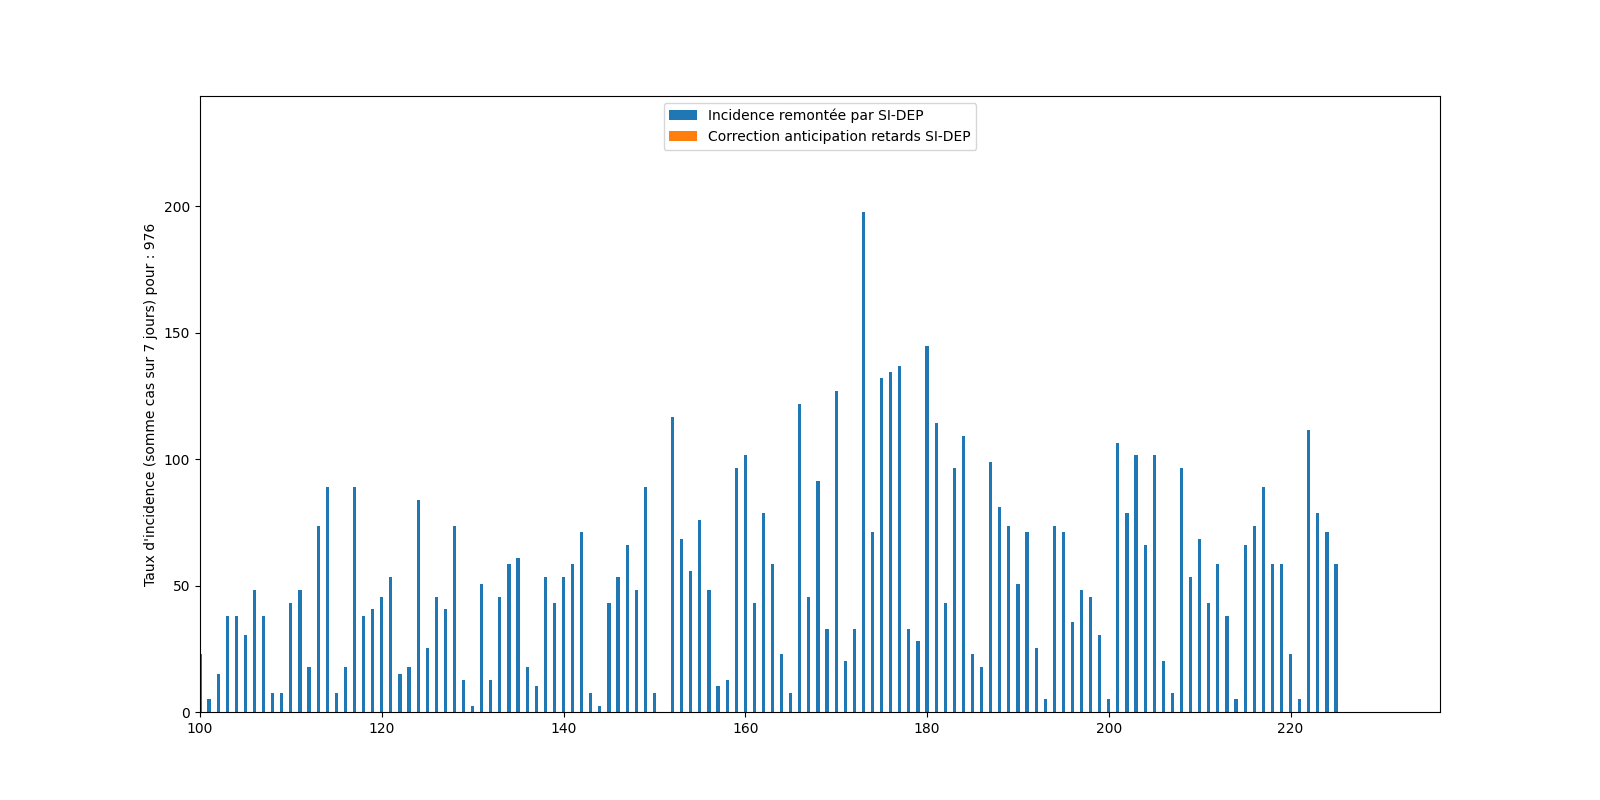 Incidence remontée par SI-DEP
Correction anticipation retards SI-DEP
Taux d'incidence (somme cas sur 7 jours) pour : 976
200
150
100
50
0
100 120 140 160 180 200 220